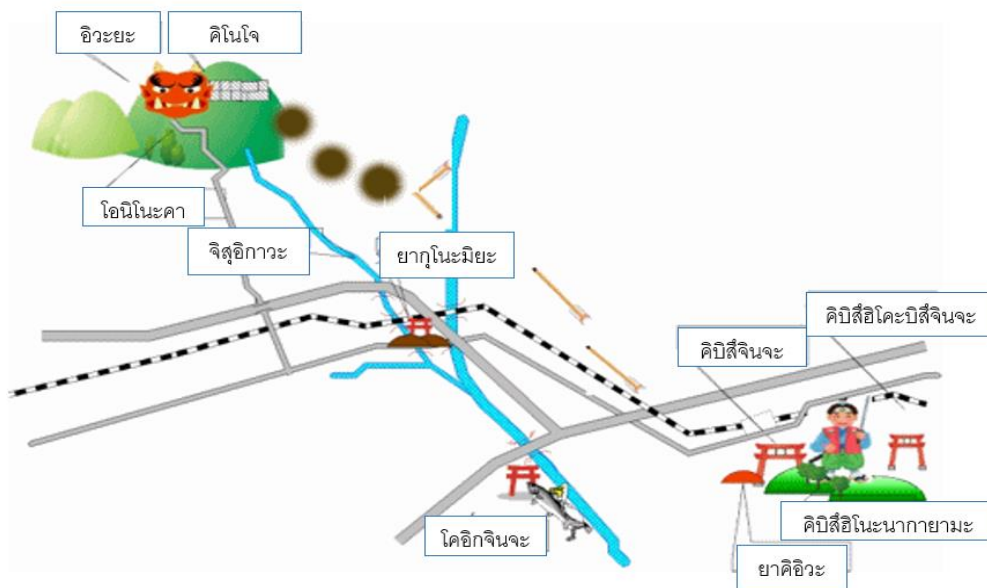 อิวะยะ
คิโนโจ
โอนิโนะคา
จิสุอิกาวะ
ยากุโนะมิยะ
คิบิสึฮิโคะบิสึจินจะ
คิบิสึจินจะ
โคอิกจินจะ
คิบิสึฮิโนะนากายามะ
ยาคิอิวะ